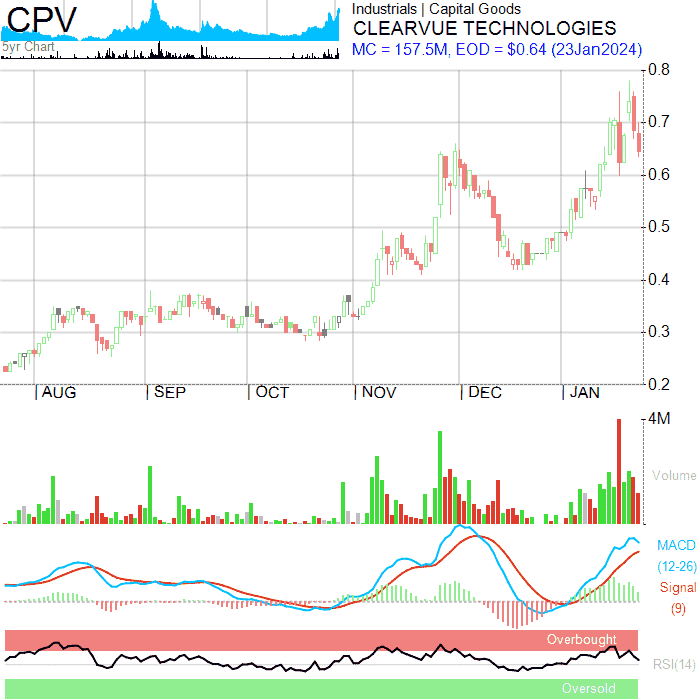 CPV
5yr Chart
Industrials | Capital Goods
CLEARVUE TECHNOLOGIES
MC = 157.5M, EOD = $0.64 (23Jan2024)
0.8
0.7
0.6
0.5
0.4
0.3
0.2
AUG SEP OCT NOV DEC JAN
4M
Volume
MACD
(12-26)
Signal
(9)
Overbought
RSI(14)
Oversold